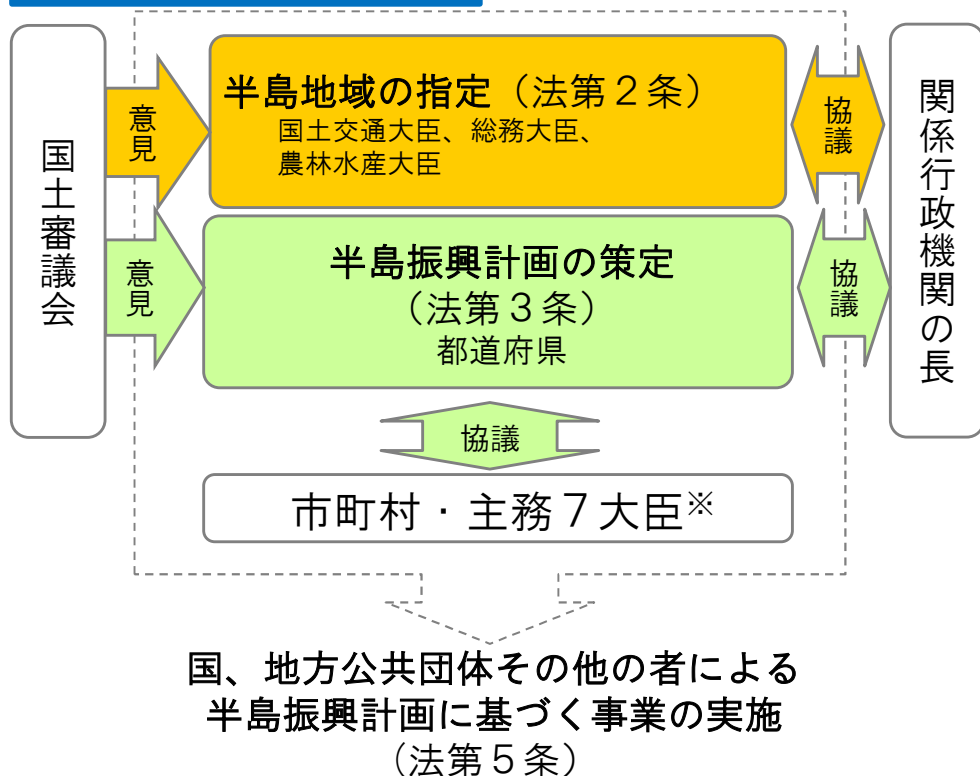 国土審議会
意見
半島地域の指定（法第２条）
国土交通大臣、総務大臣、
農林水産大臣
協議
関係行政機関の長
意見
半島振興計画の策定
（法第３条）
都道府県
協議
協議
市町村・主務７大臣※
国、地方公共団体その他の者による
半島振興計画に基づく事業の実施
（法第５条）